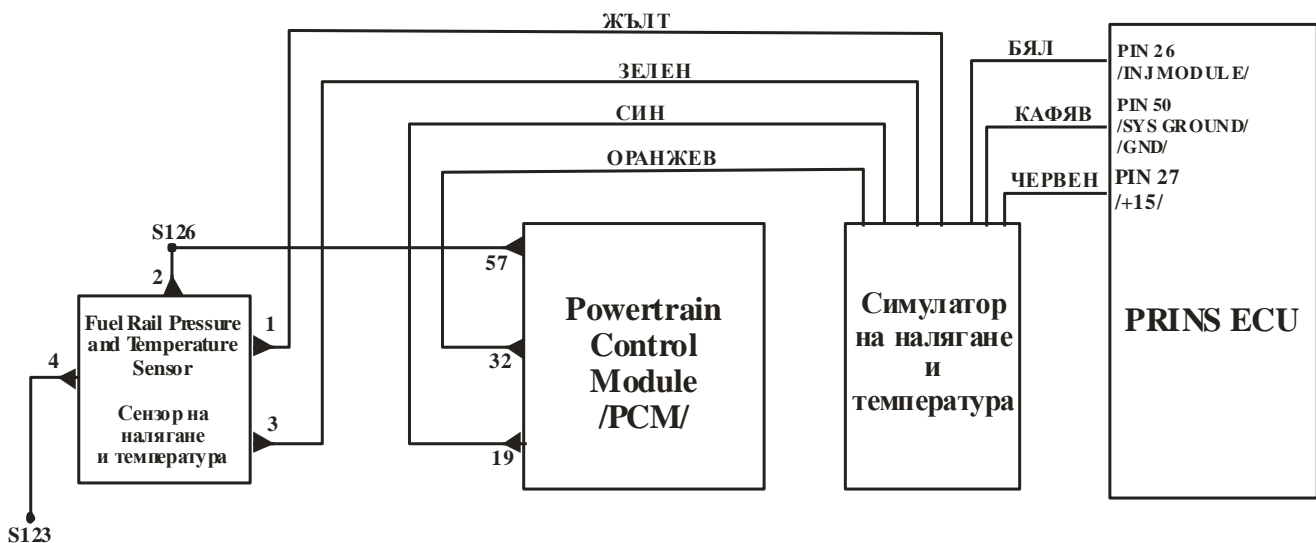 ЖЪЛТ
ЗЕЛЕН
СИН
ОРАНЖЕВ
БЯЛ
КАФЯВ
ЧЕРВЕН
PIN 26
/INJ MODULE/
PIN 50
/SYS GROUND/
/GND/
PIN 27
/+15/
PRINS ECU
S126
2
1
4
3
S123
Fuel Rail Pressure
and Temperature
Sensor
Сензор на
налягане
и температура
57
32
19
Powertrain
Control
Module
/PCM/
Симулатор
на налягане
и
температура